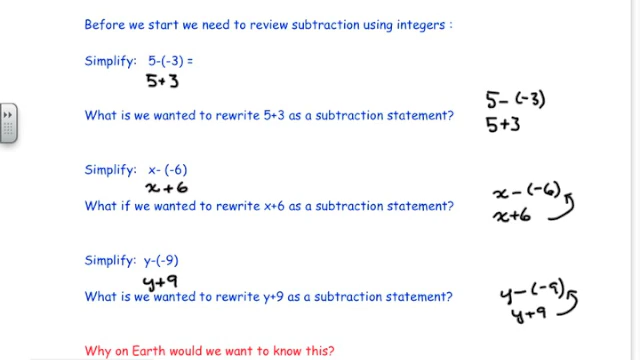 Before we start we need to review subtraction using integers :
Simplify: 5-(-3) =
5+3
5-(-3)
What is we wanted to rewrite 5+3 as a subtraction statement?
5+3
Simplify: x- (-6)
x+6
x-(-6)
What if we wanted to rewrite x+6 as a subtraction statement?
x+6
Simplify: y-(-9)
y+9
y-(-9)
What is we wanted to rewrite y+9 as a subtraction statement?
y+9
Why on Earth would we want to know this?